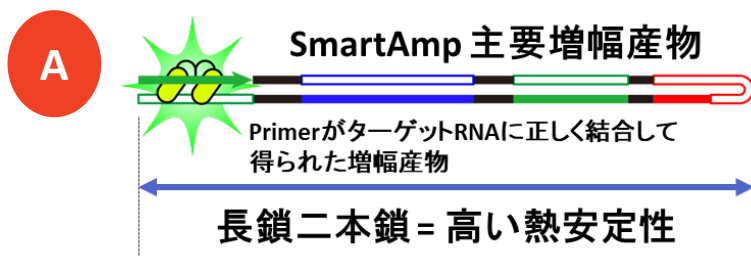 A
SmartAmp 主要増幅産物
PrimerがターゲットRNAに正しく結合して
得られた増幅産物
長鎖二本鎖 = 高い熱安定性